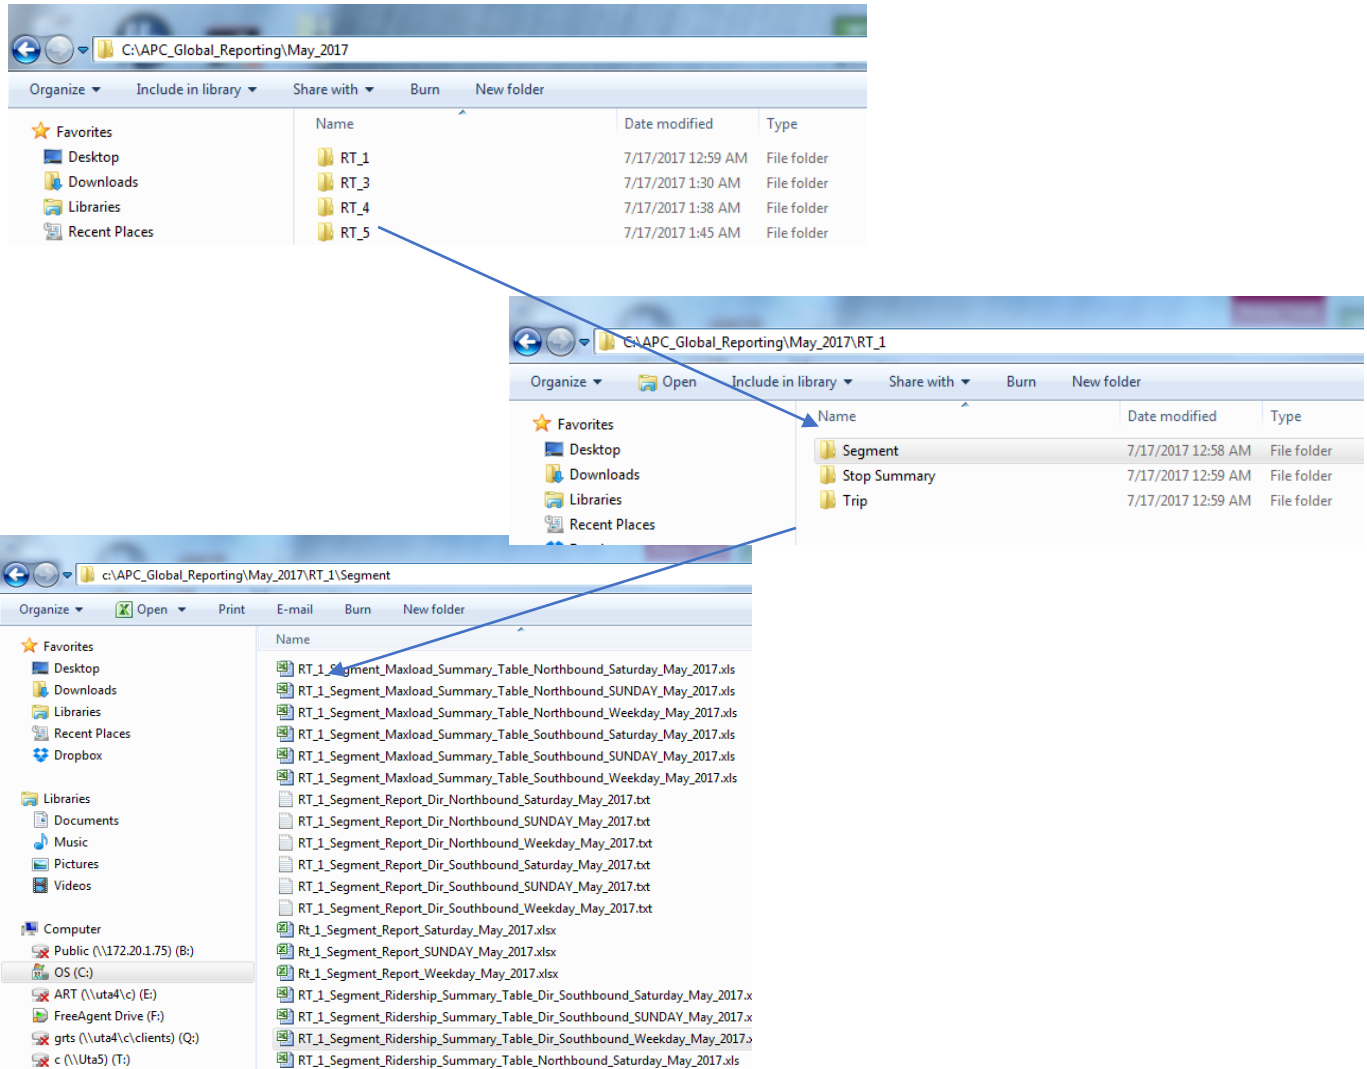 C:\APC_Global_Reporting\May_2017
Organize Include in library Share with Burn New folder
Favorites
Desktop
Downloads
Libraries
Recent Places
Name Date modified Type
RT_1 7/17/2017 12:59 AM File folder
RT_3 7/17/2017 1:30 AM File folder
RT_4 7/17/2017 1:38 AM File folder
RT_5 7/17/2017 1:45 AM File folder
C:\APC_Global_Reporting\May_2017\RT_1
Organize Open Include in library Share with Burn New folder
Favorites
Desktop
Downloads
Libraries
Recent Places
Name Date modified Type
Segment 7/17/2017 12:58 AM File folder
Stop Summary 7/17/2017 12:59 AM File folder
Trip 7/17/2017 12:59 AM File folder
c:\APC_Global_Reporting\May_2017\RT_1\Segment
Organize Open Print E-mail Burn New folder
Favorites
Desktop
Downloads
Libraries
Recent Places
Dropbox
Libraries
Documents
Music
Pictures
Videos
Computer
Public (\\172.20.1.75) (B:)
OS (C:)
ART (\\uta4\c) (E:)
FreeAgent Drive (F:)
grts (\\uta4\c\clients) (Q:)
c (\\Uta5) (T:)
Name
RT_1_Segment_Maxload_Summary_Table_Northbound_Saturday_May_2017.xls
RT_1_Segment_Maxload_Summary_Table_Northbound_SUNDAY_May_2017.xls
RT_1_Segment_Maxload_Summary_Table_Northbound_Weekday_May_2017.xls
RT_1_Segment_Maxload_Summary_Table_Southbound_Saturday_May_2017.xls
RT_1_Segment_Maxload_Summary_Table_Southbound_SUNDAY_May_2017.xls
RT_1_Segment_Maxload_Summary_Table_Southbound_Weekday_May_2017.xls
RT_1_Segment_Report_Dir_Northbound_Saturday_May_2017.txt
RT_1_Segment_Report_Dir_Northbound_SUNDAY_May_2017.txt
RT_1_Segment_Report_Dir_Northbound_Weekday_May_2017.txt
RT_1_Segment_Report_Dir_Southbound_Saturday_May_2017.txt
RT_1_Segment_Report_Dir_Southbound_SUNDAY_May_2017.txt
RT_1_Segment_Report_Dir_Southbound_Weekday_May_2017.txt
Rt_1_Segment_Report_Saturday_May_2017.xlsx
Rt_1_Segment_Report_SUNDAY_May_2017.xlsx
Rt_1_Segment_Report_Weekday_May_2017.xlsx
RT_1_Segment_Ridership_Summary_Table_Dir_Southbound_Saturday_May_2017.x
RT_1_Segment_Ridership_Summary_Table_Dir_Southbound_SUNDAY_May_2017.x
RT_1_Segment_Ridership_Summary_Table_Dir_Southbound_Weekday_May_2017.x
RT_1_Segment_Ridership_Summary_Table_Northbound_Saturday_May_2017.xls